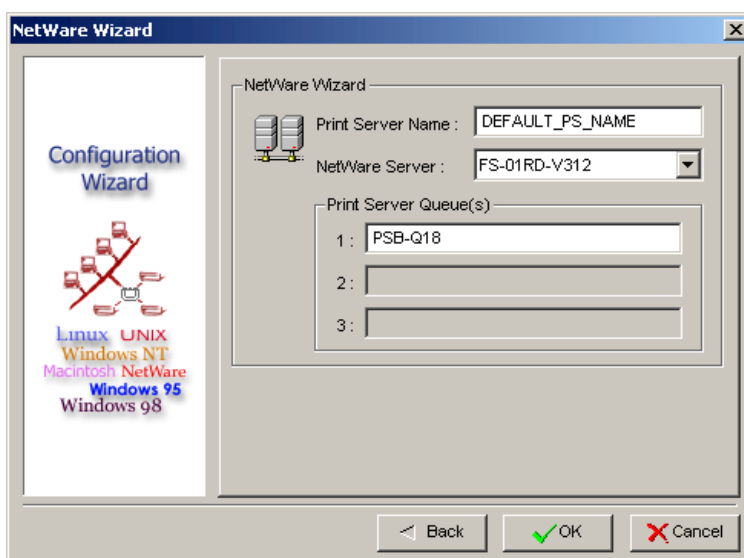 NetWare Wizard
Configuration
Wizard
Linux UNIX
Windows NT
Macintosh NetWare
Windows 95
Windows 98
NetWare Wizard
Print Server Name : DEFAULT_PS_NAME
NetWare Server : FS-01RD-V312
Print Server Queue(s)
1 : PSB-Q18
2 :
3 :
< Back OK Cancel